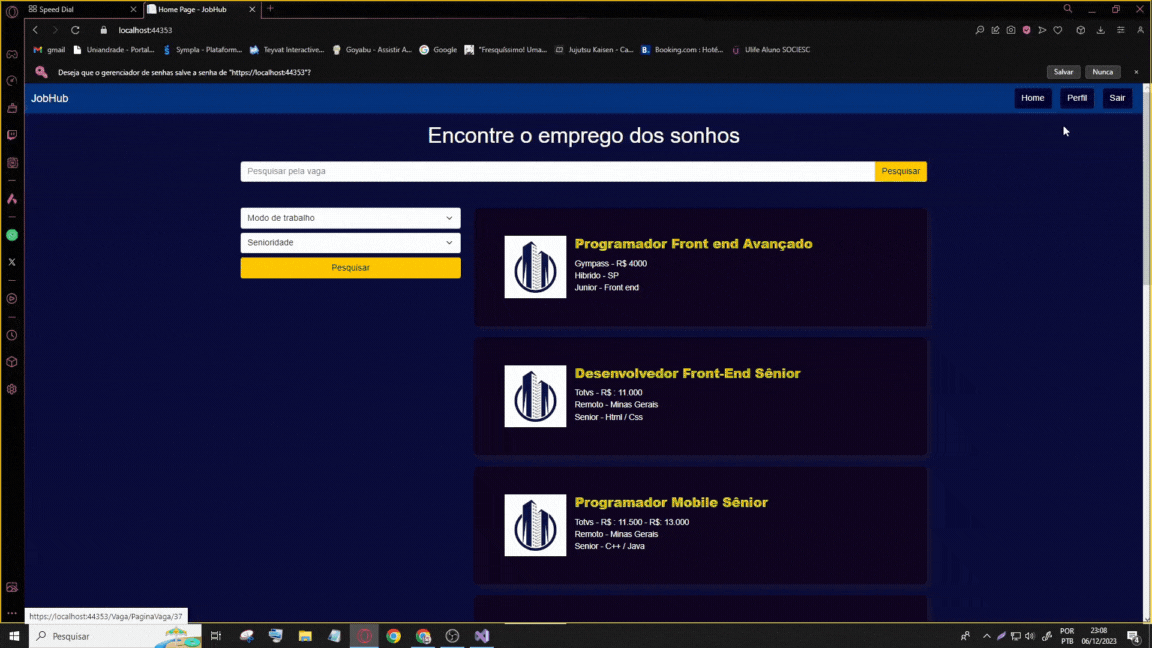 Speed Dial
Home Page - JobHub
localhost:44353
gmail
Uniandrade - Portal...
Sympla - Plataform...
Teyvat Interactive...
Goyabu - Assistir A...
Google
"Fresquíssimo! Uma...
Jujutsu Kaisen - Ca...
Booking.com : Hoté...
Ulife Aluno SOCIESC
Deseja que o gerenciador de senhas salve a senha de "https://localhost:44353"?
Salvar
Nunca
JobHub
Home
Perfil
Sair
Encontre o emprego dos sonhos
Pesquisar pela vaga
Pesquisar
Modo de trabalho
Senioridade
Pesquisar
Programador Front end Avançado
Gympass - R$ 4000
Hibrido - SP
Junior - Front end
Desenvolvedor Front-End Sênior
Totvs - R$ : 11.000
Remoto - Minas Gerais
Senior - Html / Css
Programador Mobile Sênior
Totvs - R$ : 11.500 - R$: 13.000
Remoto - Minas Gerais
Senior - C++ / Java
https://localhost:44353/Vaga/PaginaVaga/37
Pesquisar
POR
PTB
23:08
06/12/2023
4